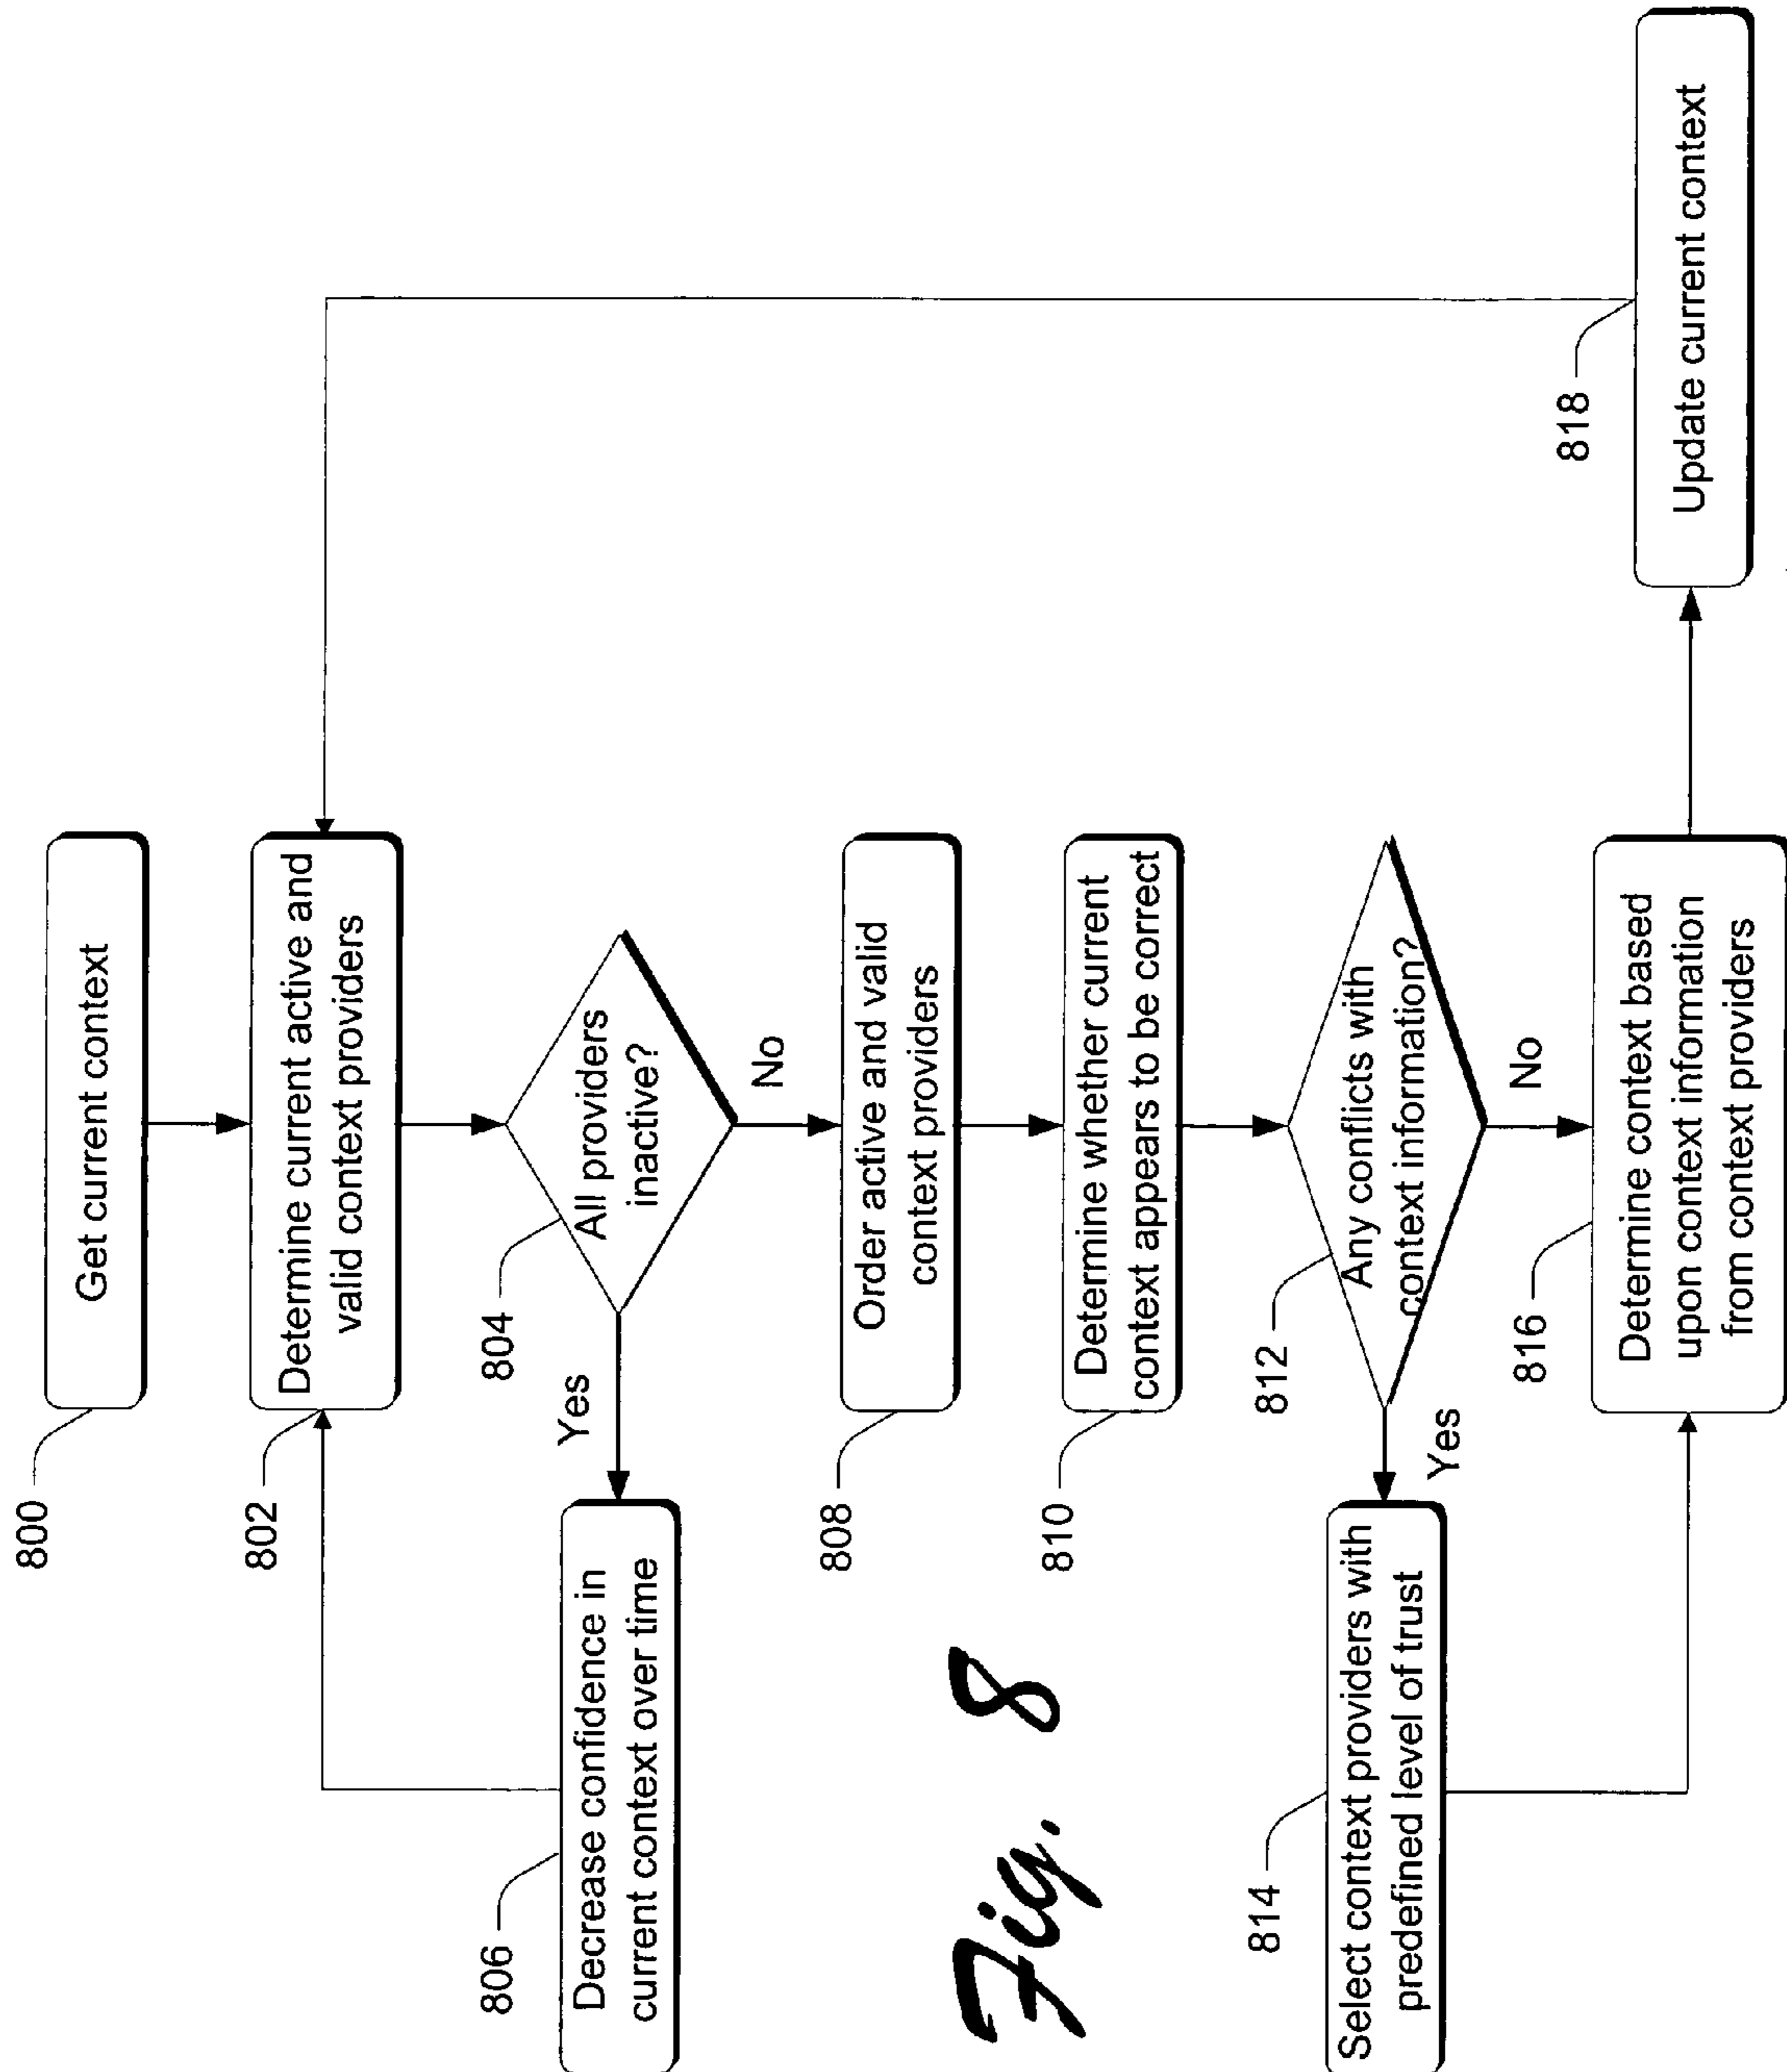 800
Get current context
802
Determine current active and
valid context providers
804
All providers
inactive?
Yes
No
806
Decrease confidence in
current context over time
808
Order active and valid
context providers
810
Determine whether current
context appears to be correct
812
Any conflicts with
context information?
Yes
No
814
Select context providers with
predefined level of trust
816
Determine context based
upon context information
from context providers
818
Update current context
Fig. 8